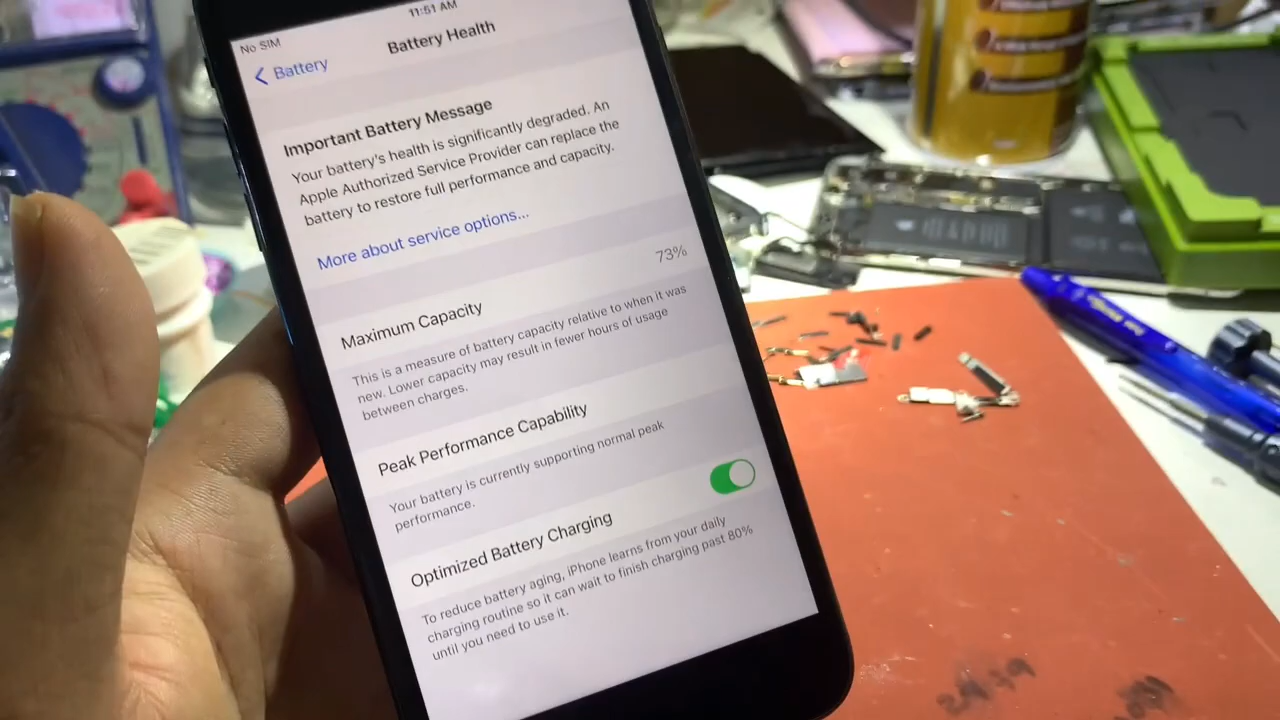 11:51 AM
No SIM
Battery
Battery Health
Important Battery Message
Your battery's health is significantly degraded. An
Apple Authorized Service Provider can replace the
battery to restore full performance and capacity.
More about service options...
Maximum Capacity 73%
This is a measure of battery capacity relative to when it was
new. Lower capacity may result in fewer hours of usage
between charges.
Peak Performance Capability
Your battery is currently supporting normal peak
performance.
Optimized Battery Charging
To reduce battery aging, iPhone learns from your daily
charging routine so it can wait to finish charging past 80%
until you need to use it.